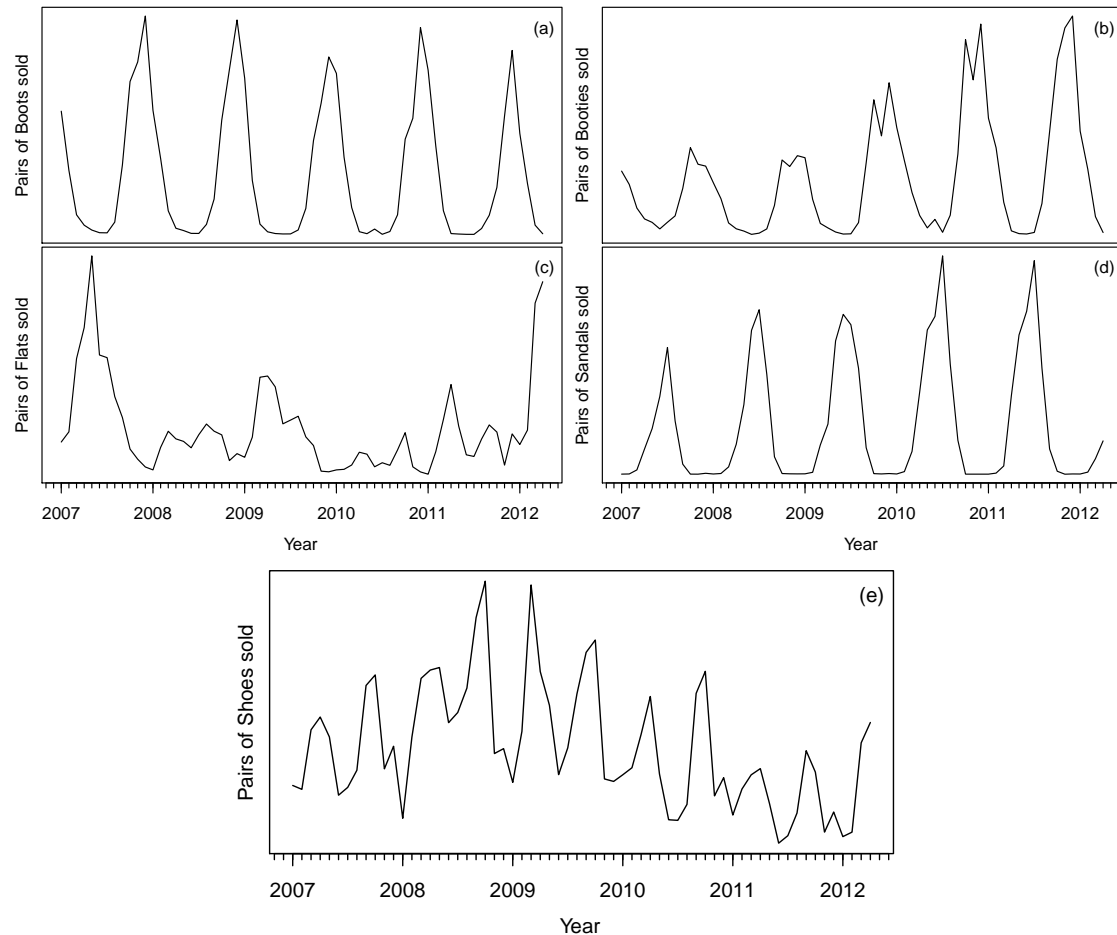 (a)
Pairs of Boots sold
(b)
Pairs of Booties sold
(c)
Pairs of Flats sold
2007 2008 2009 2010 2011 2012
Year
(d)
Pairs of Sandals sold
2007 2008 2009 2010 2011 2012
Year
(e)
Pairs of Shoes sold
2007 2008 2009 2010 2011 2012
Year